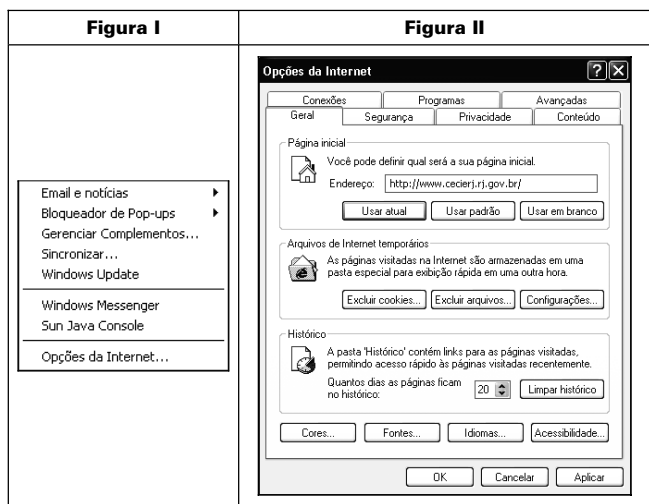 Figura I
Figura II
Email e notícias
Bloqueador de Pop-ups
Gerenciar Complementos...
Sincronizar...
Windows Update
Windows Messenger
Sun Java Console
Opções da Internet...
Opções da Internet
Conexões Programas Avançadas
Geral Segurança Privacidade Conteúdo
Página inicial
Você pode definir qual será a sua página inicial.
Endereço: http://www.cecierj.rj.gov.br/
Usar atual Usar padrão Usar em branco
Arquivos de Internet temporários
As páginas visitadas na Internet são armazenadas em uma
pasta especial para exibição rápida em uma outra hora.
Excluir cookies... Excluir arquivos... Configurações...
Histórico
A pasta 'Histórico' contém links para as páginas visitadas,
permitindo acesso rápido às páginas visitadas recentemente.
Quantos dias as páginas ficam
no histórico: 20 Limpar histórico
Cores... Fontes... Idiomas... Acessibilidade...
OK Cancelar Aplicar